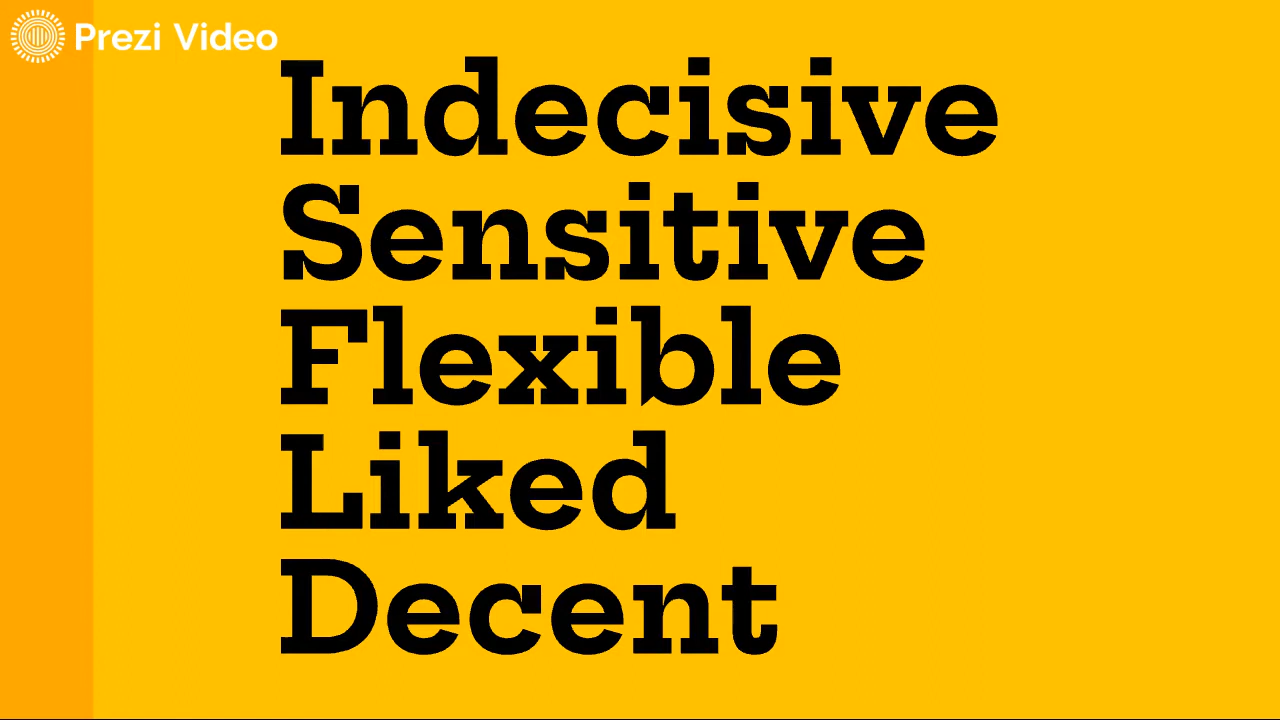 Prezi Video
Indecisive
Sensitive
Flexible
Liked
Decent